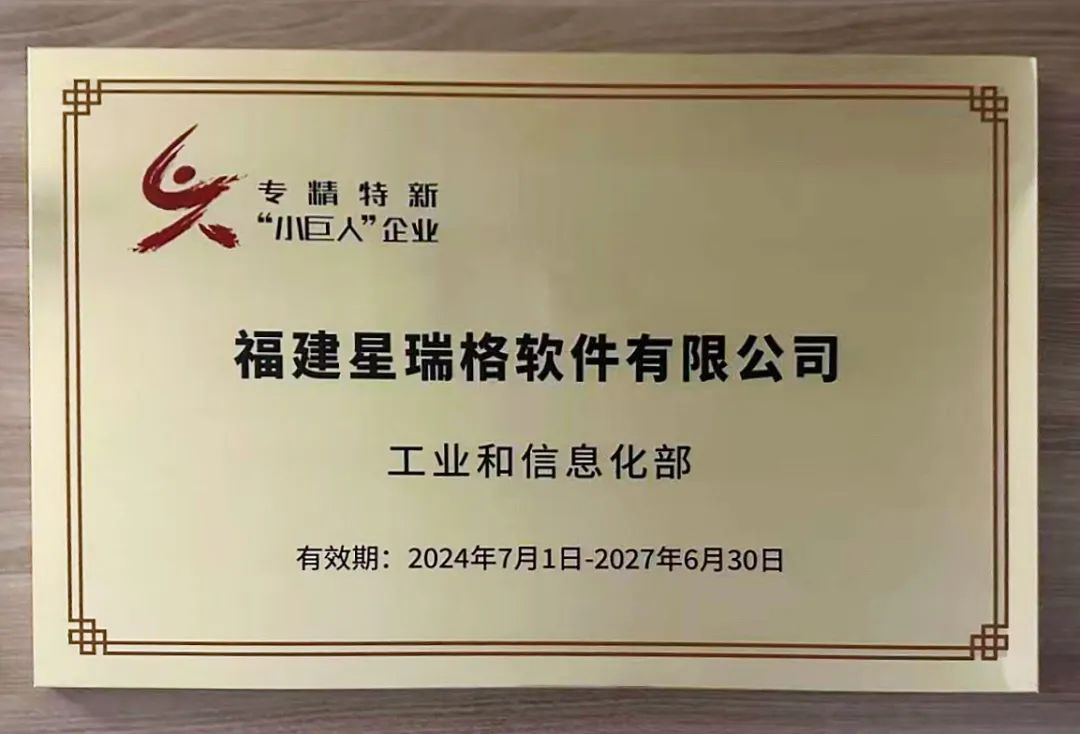 专精特新
“小巨人”企业
福建星瑞格软件有限公司
工业和信息化部
有效期：2024年7月1日-2027年6月30日